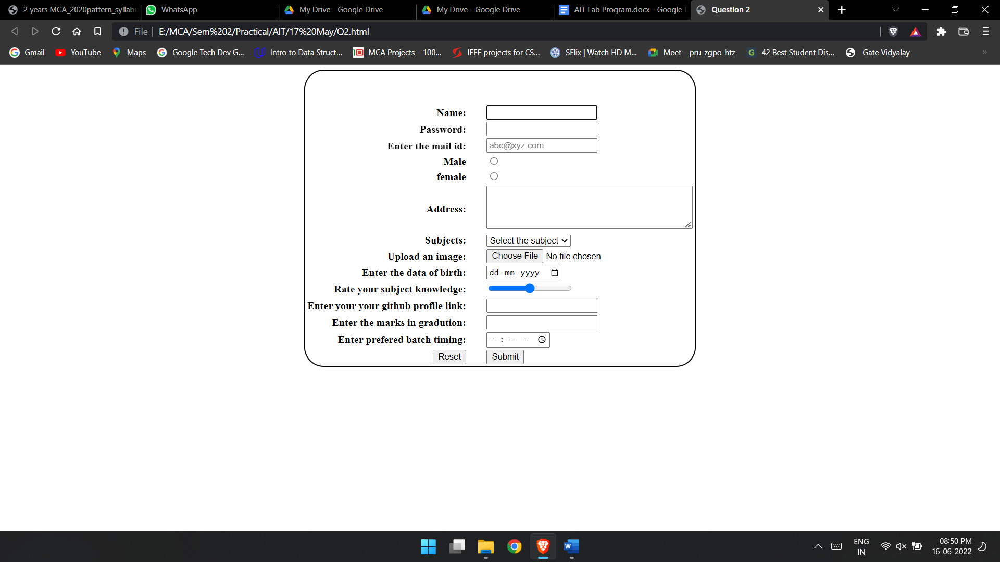 2 years MCA_2020pattern_syllabu
WhatsApp
My Drive - Google Drive
My Drive - Google Drive
AIT Lab Program.docx - Google D
Question 2
File
E:/MCA/Sem%202/Practical/AIT/17%20May/Q2.html
Gmail
YouTube
Maps
Google Tech Dev G...
Intro to Data Struct...
MCA Projects – 100...
IEEE projects for CS...
SFlix | Watch HD M...
Meet – pru-zgpo-htz
G 42 Best Student Dis...
Gate Vidyalay
»
Name:
Password:
Enter the mail id: abc@xyz.com
Male
female
Address:
Subjects: Select the subject
Upload an image: Choose File No file chosen
Enter the data of birth: dd-mm-yyyy
Rate your subject knowledge:
Enter your your github profile link:
Enter the marks in gradution:
Enter prefered batch timing: --:-- --
Reset Submit
W
ENG
IN
08:50 PM
16-06-2022